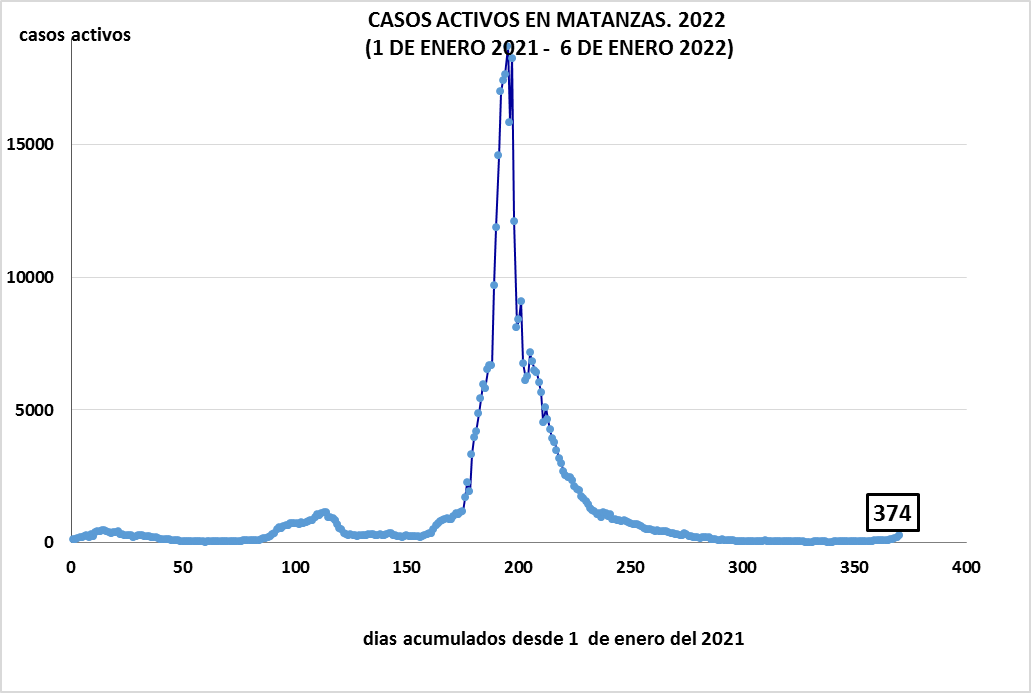 CASOS ACTIVOS EN MATANZAS. 2022
(1 DE ENERO 2021 - 6 DE ENERO 2022)
casos activos
15000
10000
5000
0
374
0 50 100 150 200 250 300 350 400
dias acumulados desde 1 de enero del 2021